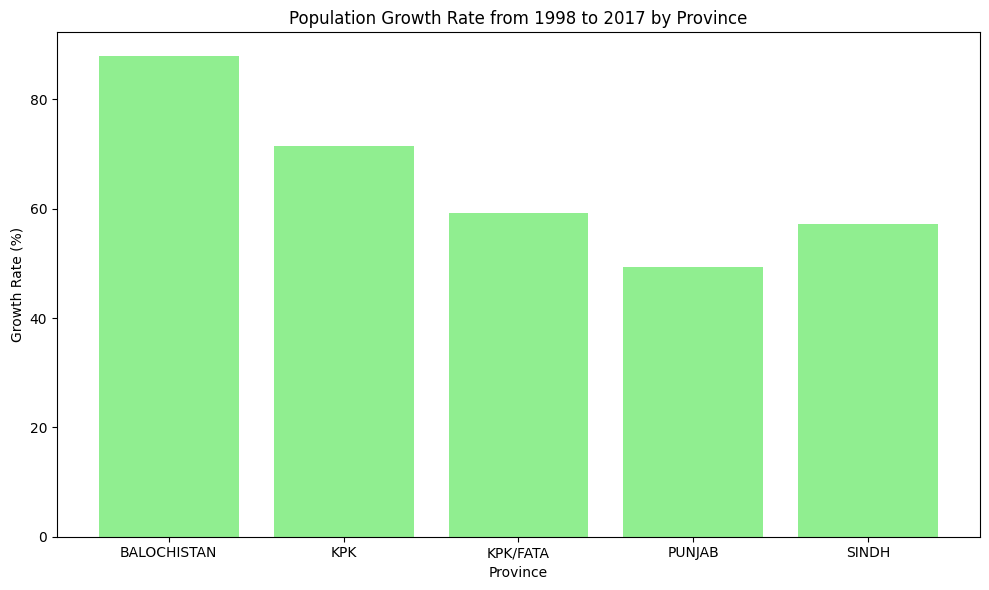 Population Growth Rate from 1998 to 2017 by Province
Growth Rate (%)
80
60
40
20
0
BALOCHISTAN KPK KPK/FATA PUNJAB SINDH
Province